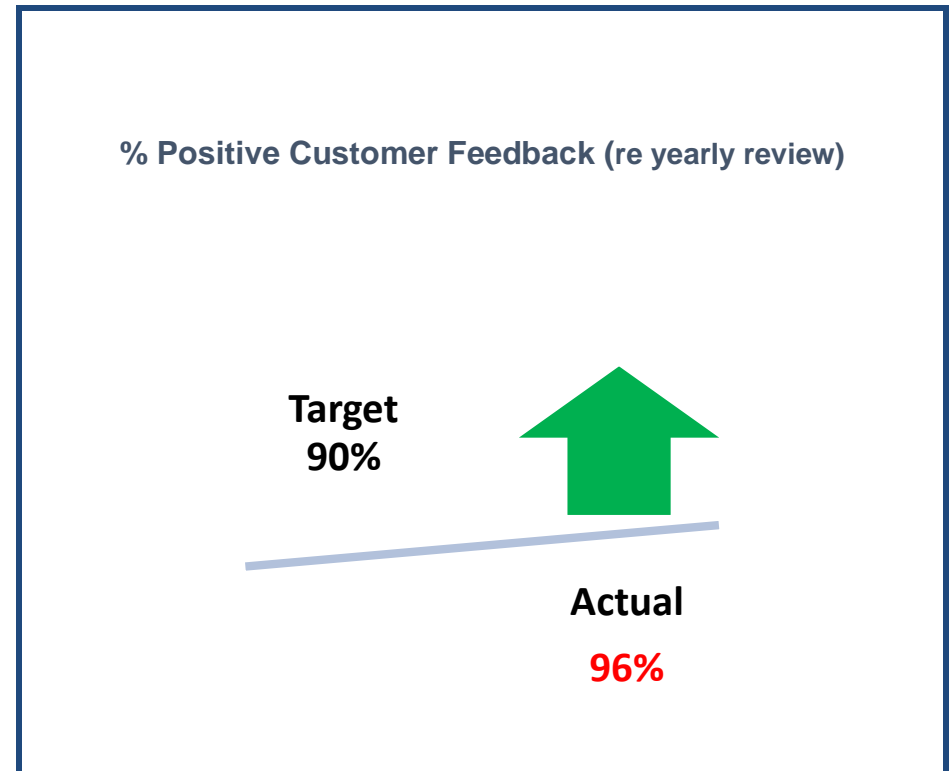 % Positive Customer Feedback (re yearly review)
Target
90%
Actual
96%